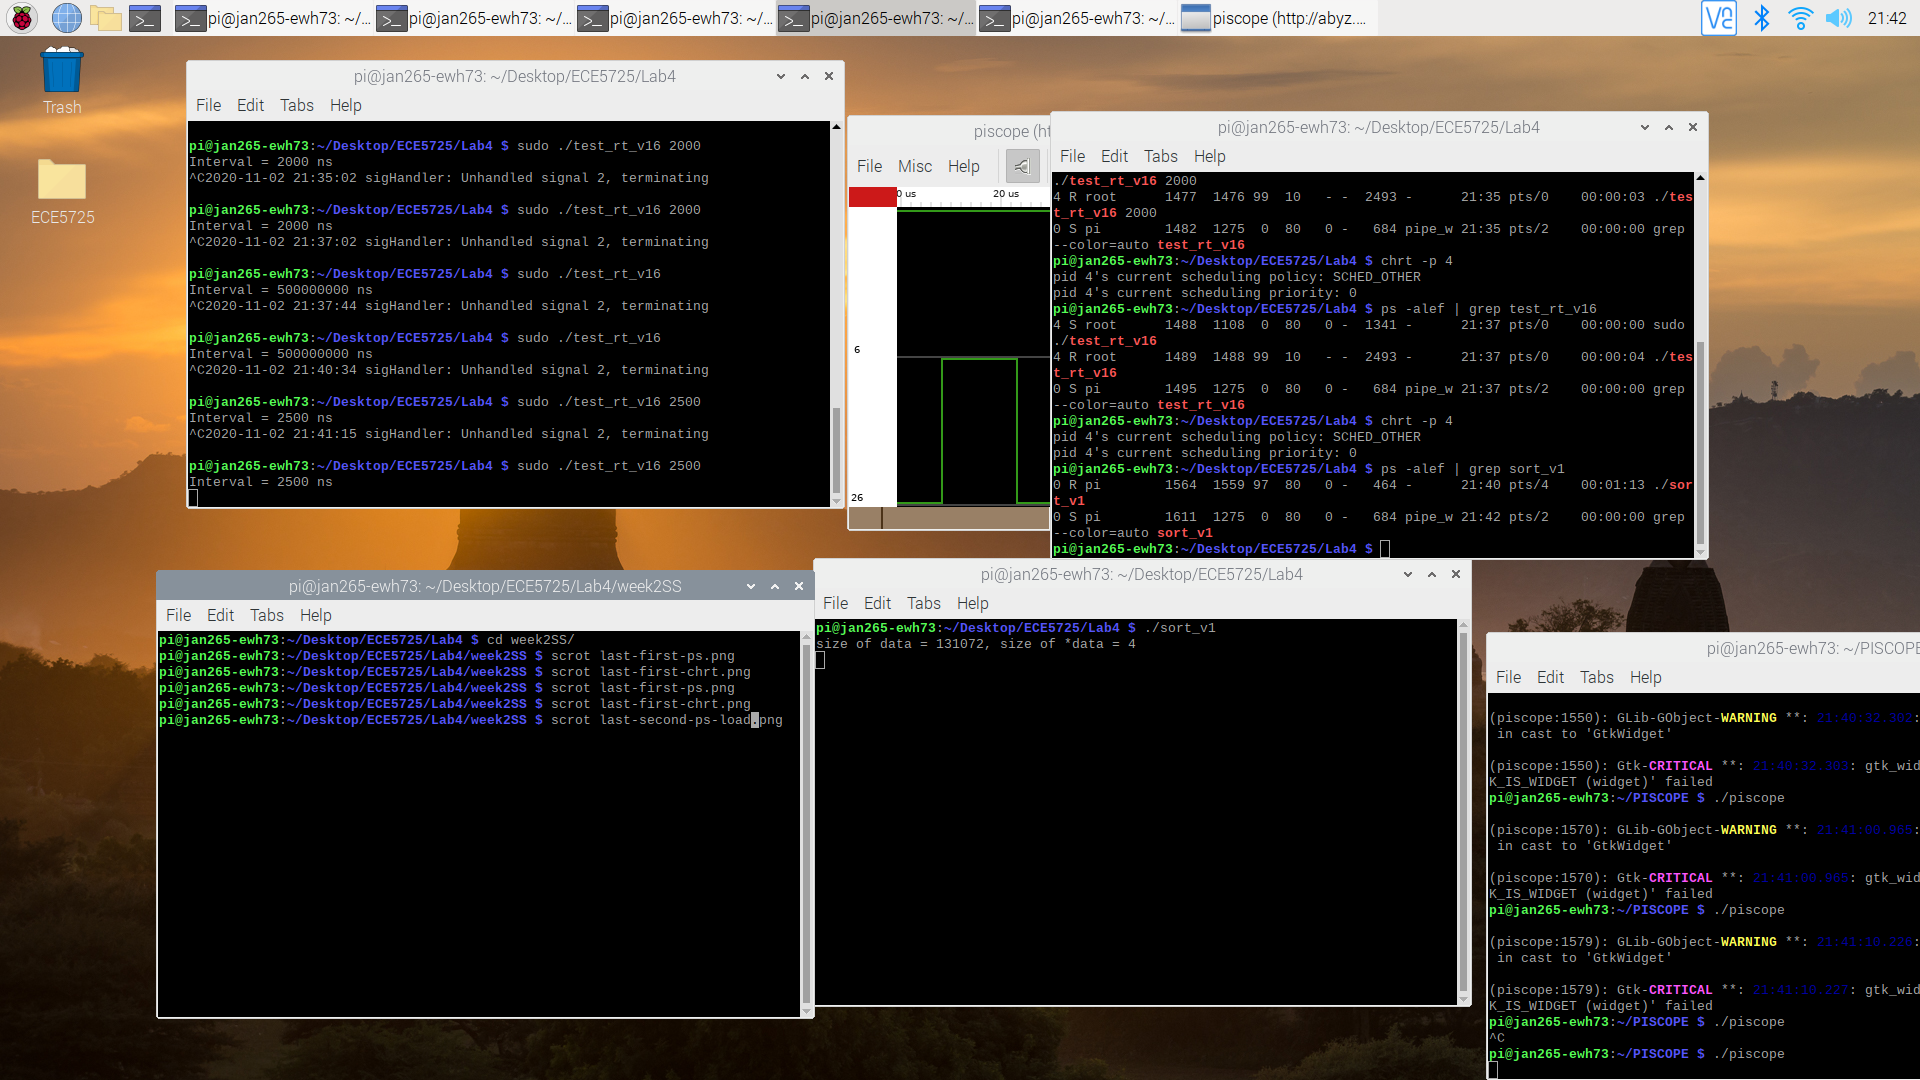 pi@jan265-ewh73: ~/...
pi@jan265-ewh73: ~/...
pi@jan265-ewh73: ~/...
pi@jan265-ewh73: ~/...
pi@jan265-ewh73: ~/...
piscope (http://abyz....
21:42
Trash
ECE5725
pi@jan265-ewh73: ~/Desktop/ECE5725/Lab4
File Edit Tabs Help
pi@jan265-ewh73:~/Desktop/ECE5725/Lab4 $ sudo ./test_rt_v16 2000
Interval = 2000 ns
^C2020-11-02 21:35:02 sigHandler: Unhandled signal 2, terminating
pi@jan265-ewh73:~/Desktop/ECE5725/Lab4 $ sudo ./test_rt_v16 2000
Interval = 2000 ns
^C2020-11-02 21:37:02 sigHandler: Unhandled signal 2, terminating
pi@jan265-ewh73:~/Desktop/ECE5725/Lab4 $ sudo ./test_rt_v16
Interval = 500000000 ns
^C2020-11-02 21:37:44 sigHandler: Unhandled signal 2, terminating
pi@jan265-ewh73:~/Desktop/ECE5725/Lab4 $ sudo ./test_rt_v16
Interval = 500000000 ns
^C2020-11-02 21:40:34 sigHandler: Unhandled signal 2, terminating
pi@jan265-ewh73:~/Desktop/ECE5725/Lab4 $ sudo ./test_rt_v16 2500
Interval = 2500 ns
^C2020-11-02 21:41:15 sigHandler: Unhandled signal 2, terminating
pi@jan265-ewh73:~/Desktop/ECE5725/Lab4 $ sudo ./test_rt_v16 2500
Interval = 2500 ns
piscope (ht
File Misc Help
0 us 20 us
6
26
pi@jan265-ewh73: ~/Desktop/ECE5725/Lab4
File Edit Tabs Help
./test_rt_v16 2000
4 R root 1477 1476 99 10 - - 2493 - 21:35 pts/0 00:00:03 ./tes
t_rt_v16 2000
0 S pi 1482 1275 0 80 0 - 684 pipe_w 21:35 pts/2 00:00:00 grep
--color=auto test_rt_v16
pi@jan265-ewh73:~/Desktop/ECE5725/Lab4 $ chrt -p 4
pid 4's current scheduling policy: SCHED_OTHER
pid 4's current scheduling priority: 0
pi@jan265-ewh73:~/Desktop/ECE5725/Lab4 $ ps -alef | grep test_rt_v16
4 S root 1488 1108 0 80 0 - 1341 - 21:37 pts/0 00:00:00 sudo
./test_rt_v16
4 R root 1489 1488 99 10 - - 2493 - 21:37 pts/0 00:00:04 ./tes
t_rt_v16
0 S pi 1495 1275 0 80 0 - 684 pipe_w 21:37 pts/2 00:00:00 grep
--color=auto test_rt_v16
pi@jan265-ewh73:~/Desktop/ECE5725/Lab4 $ chrt -p 4
pid 4's current scheduling policy: SCHED_OTHER
pid 4's current scheduling priority: 0
pi@jan265-ewh73:~/Desktop/ECE5725/Lab4 $ ps -alef | grep sort_v1
0 R pi 1564 1559 97 80 0 - 464 - 21:40 pts/4 00:01:13 ./sor
t_v1
0 S pi 1611 1275 0 80 0 - 684 pipe_w 21:42 pts/2 00:00:00 grep
--color=auto sort_v1
pi@jan265-ewh73:~/Desktop/ECE5725/Lab4 $
pi@jan265-ewh73: ~/Desktop/ECE5725/Lab4/week2SS
File Edit Tabs Help
pi@jan265-ewh73:~/Desktop/ECE5725/Lab4 $ cd week2SS/
pi@jan265-ewh73:~/Desktop/ECE5725/Lab4/week2SS $ scrot last-first-ps.png
pi@jan265-ewh73:~/Desktop/ECE5725/Lab4/week2SS $ scrot last-first-chrt.png
pi@jan265-ewh73:~/Desktop/ECE5725/Lab4/week2SS $ scrot last-first-ps.png
pi@jan265-ewh73:~/Desktop/ECE5725/Lab4/week2SS $ scrot last-first-chrt.png
pi@jan265-ewh73:~/Desktop/ECE5725/Lab4/week2SS $ scrot last-second-ps-load.png
pi@jan265-ewh73: ~/Desktop/ECE5725/Lab4
File Edit Tabs Help
pi@jan265-ewh73:~/Desktop/ECE5725/Lab4 $ ./sort_v1
size of data = 131072, size of *data = 4
pi@jan265-ewh73: ~/PISCOPE
File Edit Tabs Help
(piscope:1550): GLib-GObject-WARNING **: 21:40:32.302:
in cast to 'GtkWidget'
(piscope:1550): Gtk-CRITICAL **: 21:40:32.303: gtk_wid
K_IS_WIDGET (widget)' failed
pi@jan265-ewh73:~/PISCOPE $ ./piscope
(piscope:1570): GLib-GObject-WARNING **: 21:41:00.965:
in cast to 'GtkWidget'
(piscope:1570): Gtk-CRITICAL **: 21:41:00.965: gtk_wid
K_IS_WIDGET (widget)' failed
pi@jan265-ewh73:~/PISCOPE $ ./piscope
(piscope:1579): GLib-GObject-WARNING **:
in cast to 'GtkWidget'
(piscope:1579): Gtk-CRITICAL **: gtk_wid
K_IS_WIDGET (widget)' failed
pi@jan265-ewh73:~/PISCOPE $ ./piscope
^C
pi@jan265-ewh73:~/PISCOPE $ ./piscope